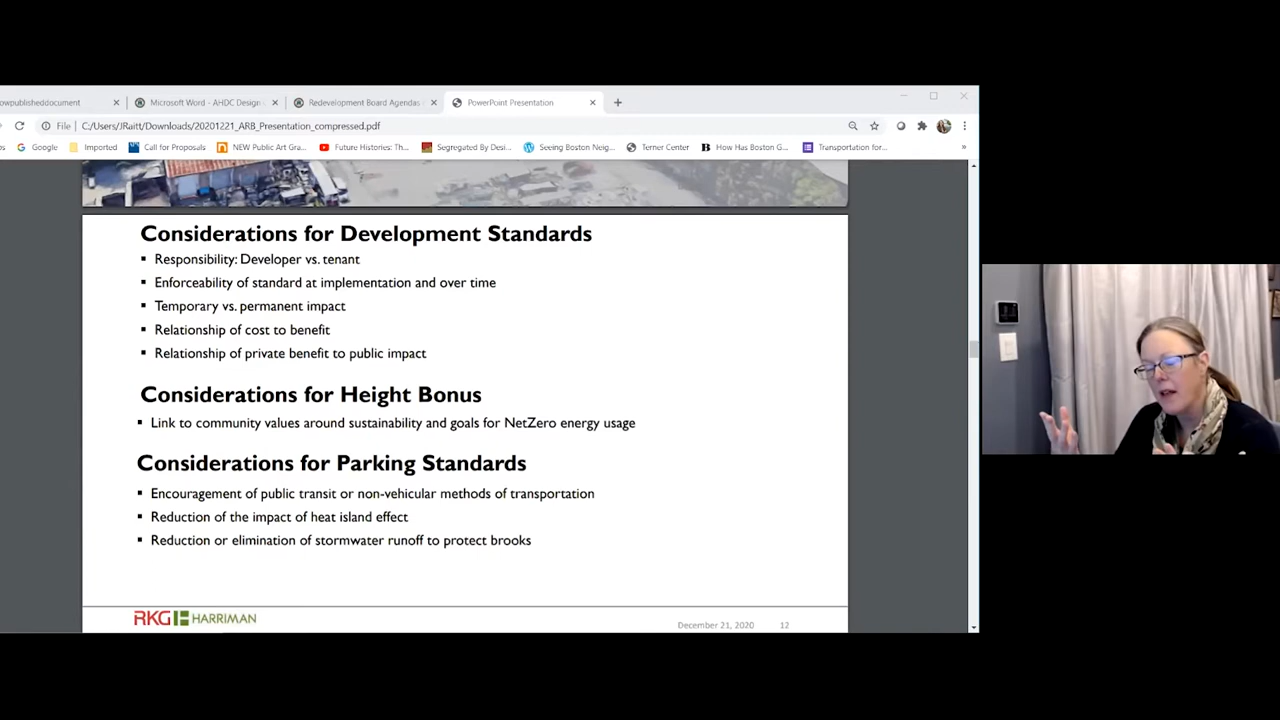 owpublisheddocument
Microsoft Word - AHDC Design
Redevelopment Board Agendas
PowerPoint Presentation
File
C:/Users/JRaitt/Downloads/20201221_ARB_Presentation_compressed.pdf
Google
Imported
Call for Proposals
NEW Public Art Gra...
Future Histories: Th...
Segregated By Desi...
Seeing Boston Neig...
Terner Center
How Has Boston G...
Transportation for...
Considerations for Development Standards
▪ Responsibility: Developer vs. tenant
▪ Enforceability of standard at implementation and over time
▪ Temporary vs. permanent impact
▪ Relationship of cost to benefit
▪ Relationship of private benefit to public impact
Considerations for Height Bonus
▪ Link to community values around sustainability and goals for NetZero energy usage
Considerations for Parking Standards
▪ Encouragement of public transit or non-vehicular methods of transportation
▪ Reduction of the impact of heat island effect
▪ Reduction or elimination of stormwater runoff to protect brooks
RKG HARRIMAN
December 21, 2020 12